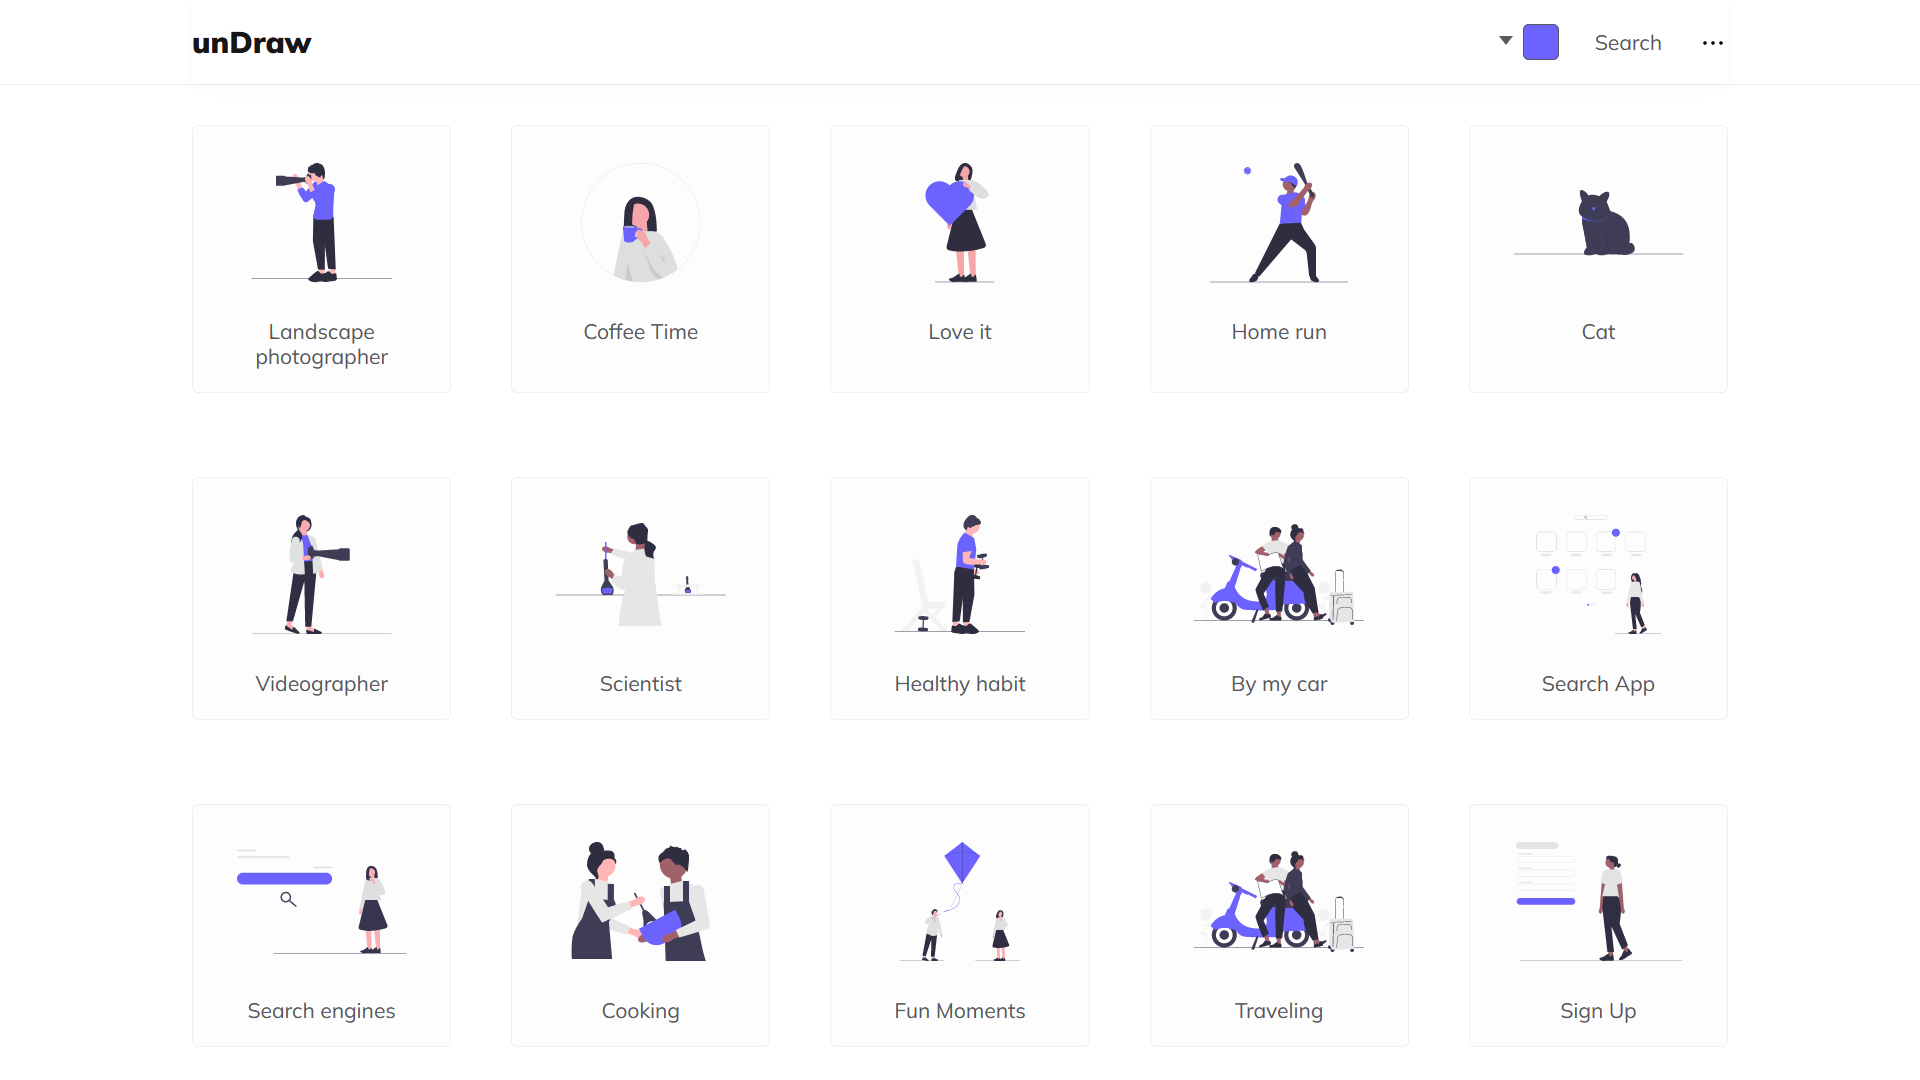 unDraw
Search
Landscape
photographer
Coffee Time
Love it
Home run
Cat
Videographer
Scientist
Healthy habit
By my car
Search App
Search engines
Cooking
Fun Moments
Traveling
Sign Up